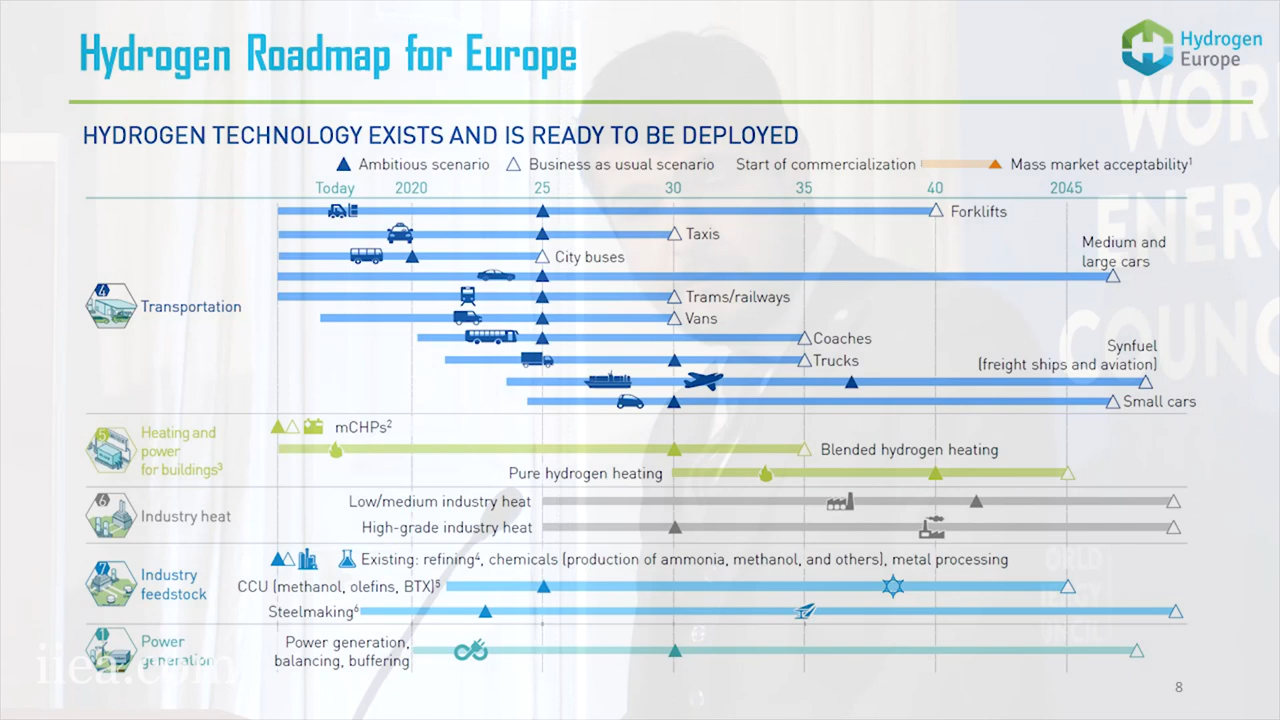 Hydrogen Roadmap for Europe
Hydrogen
Europe
HYDROGEN TECHNOLOGY EXISTS AND IS READY TO BE DEPLOYED
Ambitious scenario
Business as usual scenario
Start of commercialization
Mass market acceptability¹
Today 2020 25 30 35 40 2045
Forklifts
Taxis
City buses
Medium and
large cars
Transportation
Trams/railways
Vans
Coaches
Trucks
Synfuel
(freight ships and aviation)
Small cars
4
5
Heating and
power
for buildings³
mCHPs²
Blended hydrogen heating
Pure hydrogen heating
6
Industry heat
Low/medium industry heat
High-grade industry heat
7
Industry
feedstock
Existing: refining⁴, chemicals (production of ammonia, methanol, and others), metal processing
CCU (methanol, olefins, BTX)⁵
Steelmaking⁶
1
Power
generation
Power generation,
balancing, buffering
iiea.com
8